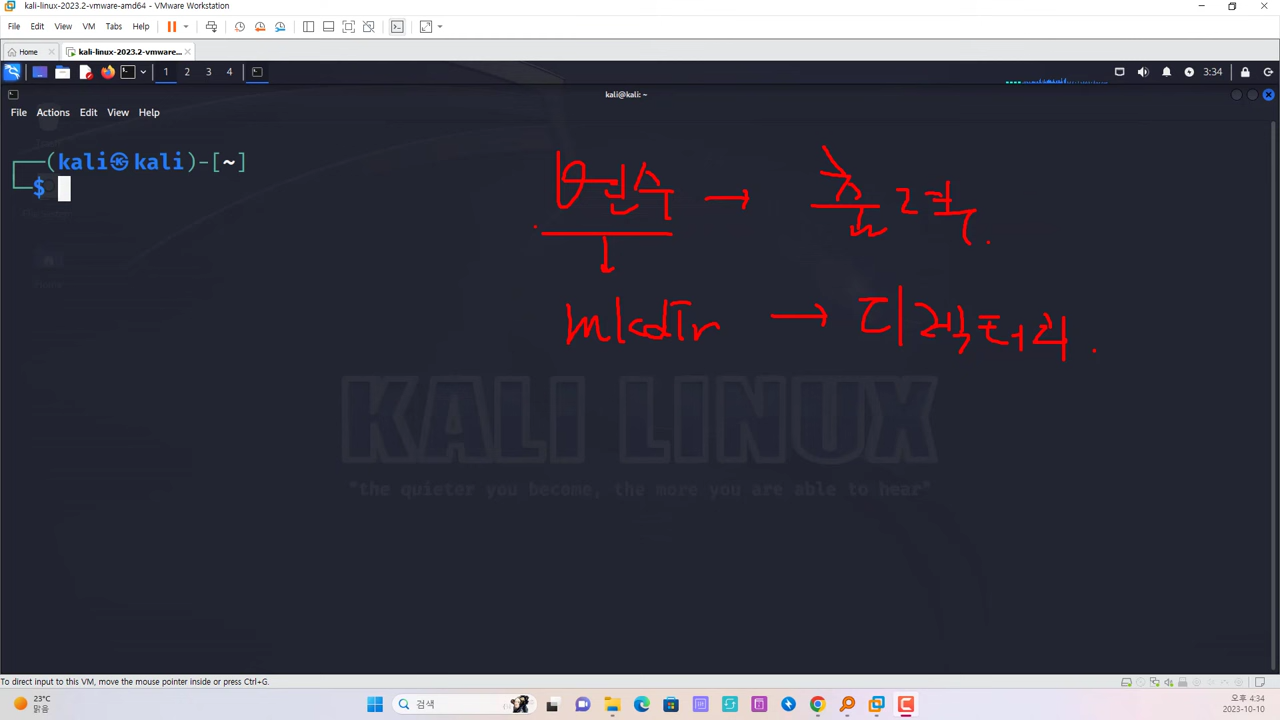 kali-linux-2023.2-vmware-amd64 - VMware Workstation
File Edit View VM Tabs Help
Home kali-linux-2023.2-vmware...
1 2 3 4 3:34
kali@kali: ~
File Actions Edit View Help
┌──(kali㉿kali)-[~]
└─$
변수 →
mkdir → 디렉토리.
KALI LINUX
"the quieter you become, the more you are able to hear"
To direct input to this VM, move the mouse pointer inside or press Ctrl+G.
23°C 검색 오후 4:34
맑음 2023-10-10